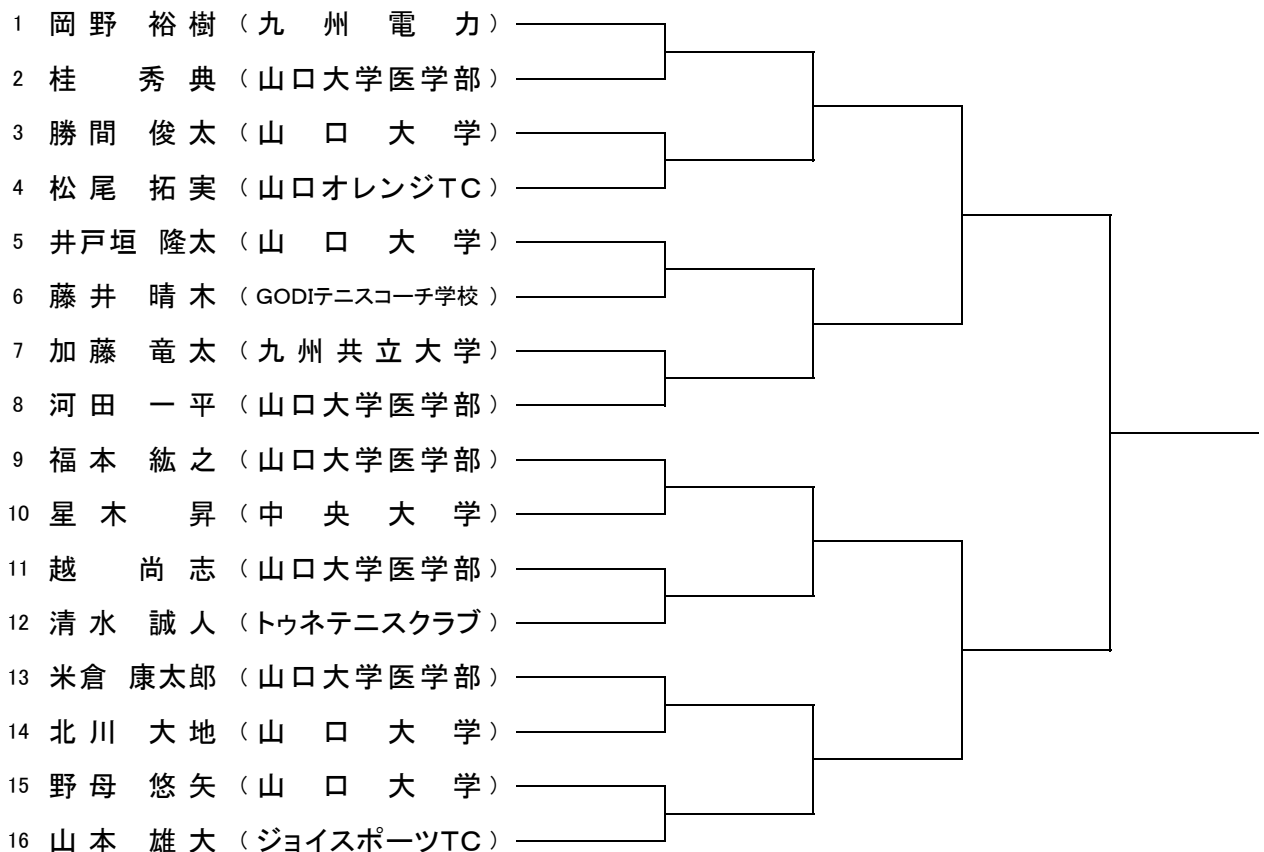 1 岡野 裕樹 (九州電力)
2 桂 秀典 (山口大学医学部)
3 勝間 俊太 (山口大学)
4 松尾 拓実 (山口オレンジTC)
5 井戸垣 隆太 (山口大学)
6 藤井 晴木 (GODIテニスコーチ学校)
7 加藤 竜太 (九州共立大学)
8 河田 一平 (山口大学医学部)
9 福本 紘之 (山口大学医学部)
10 星木 昇 (中央大学)
11 越 尚志 (山口大学医学部)
12 清水 誠人 (トゥネテニスクラブ)
13 米倉 康太郎 (山口大学医学部)
14 北川 大地 (山口大学)
15 野母 悠矢 (山口大学)
16 山本 雄大 (ジョイスポーツTC)